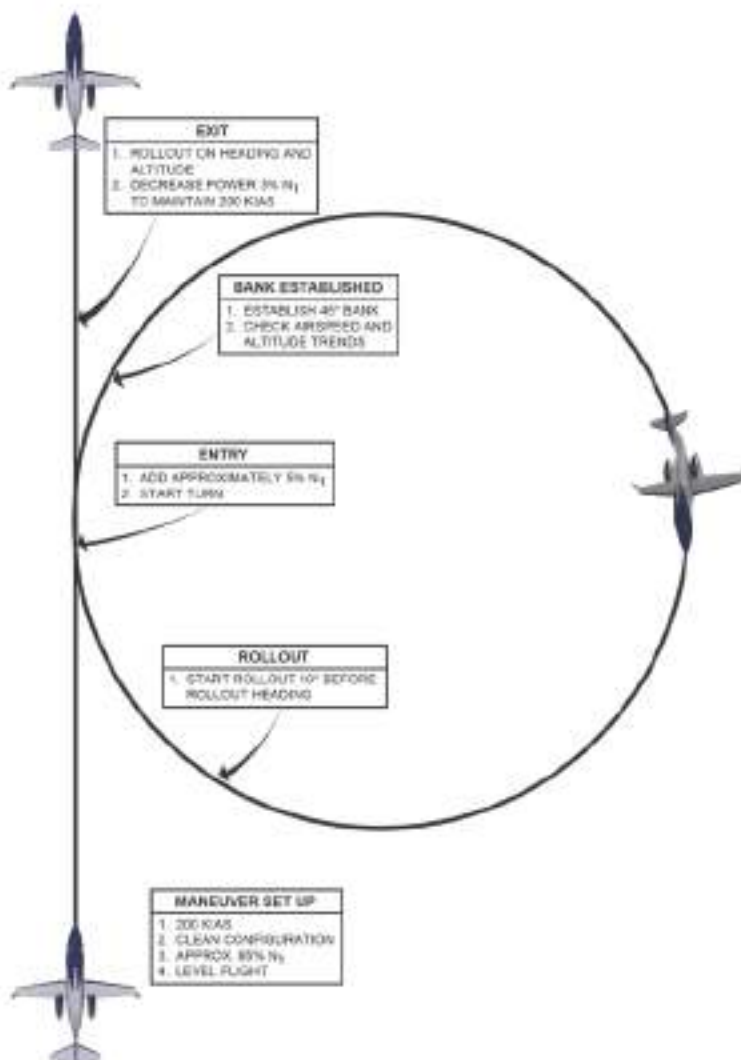 EXIT
1. ROLLOUT ON HEADING AND
ALTITUDE
2. DECREASE POWER 3% N₁
TO MAINTAIN 200 KIAS
BANK ESTABLISHED
1. ESTABLISH 45° BANK
2. CHECK AIRSPEED AND
ALTITUDE TRENDS
ENTRY
1. ADD APPROXIMATELY 5% N₁
2. START TURN
ROLLOUT
1. START ROLLOUT 10° BEFORE
ROLLOUT HEADING
MANEUVER SET UP
1. 200 KIAS
2. CLEAN CONFIGURATION
3. APPROX. N₁
4. LEVEL FLIGHT